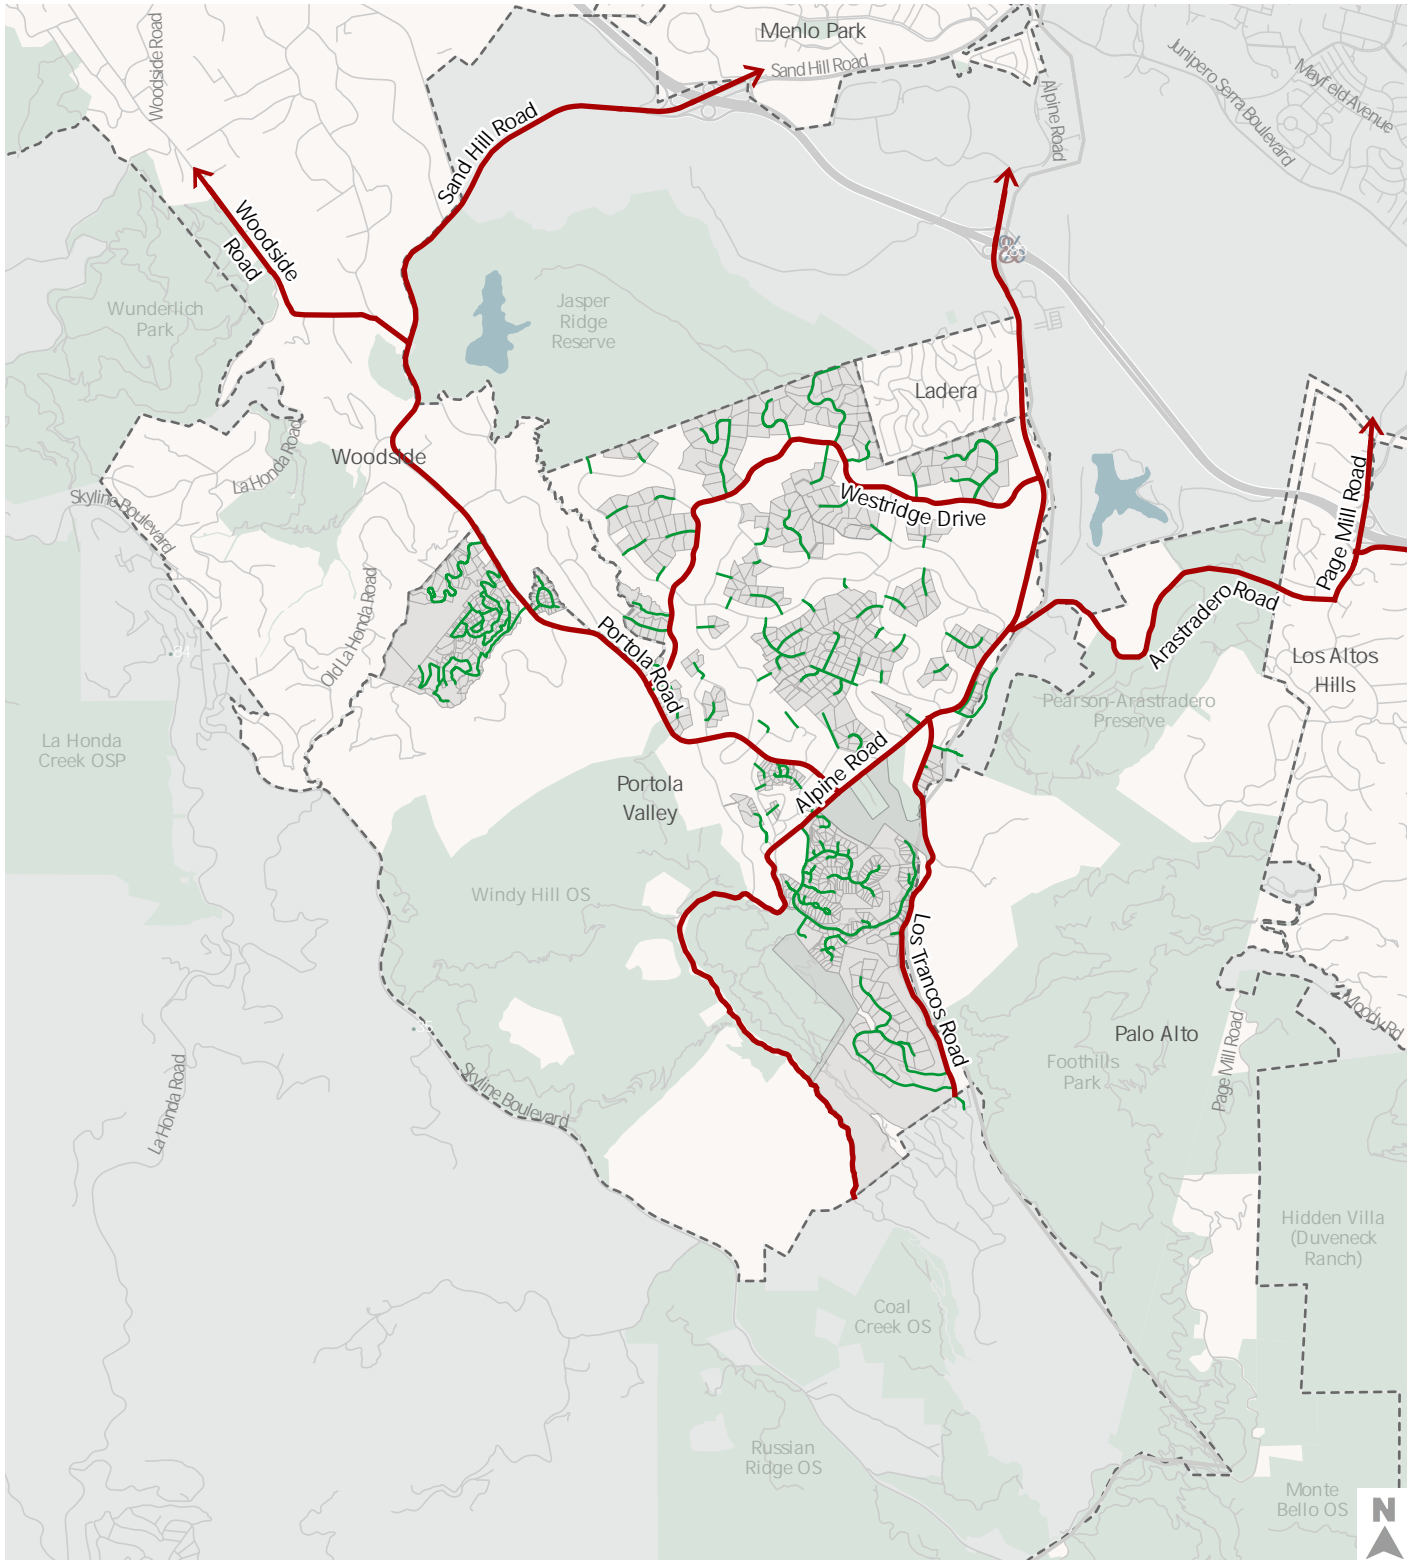 Menlo Park
Sand Hill Road
Woodside Road
Junipero Serra Boulevard
Mayfield Avenue
Alpine Road
Sand Hill Road
Woodside
Road
Wunderlich
Park
Jasper
Ridge
Reserve
Ladera
Woodside
La Honda Road
Skyline Boulevard
Westridge Drive
Page Mill Road
Old La Honda Road
84
Portola Road
Arastradero Road
Los Altos
Hills
Pearson-Arastradero
Preserve
La Honda
Creek OSP
Portola
Valley
Alpine Road
Windy Hill OS
Los Trancos Road
Moody Rd
35
Palo Alto
Foothills
Park
Page Mill Road
La Honda Road
Skyline Boulevard
Hidden Villa
(Duveneck
Ranch)
Coal
Creek OS
Russian
Ridge OS
Monte
Bello OS
N